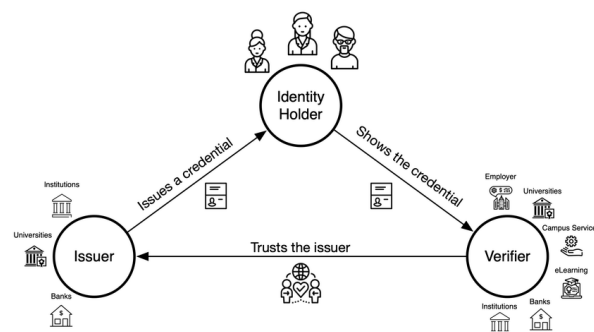 Identity
Holder
Issues a credential
Shows the credential
Institutions
Universities
Issuer
Banks
Trusts the issuer
Employer
Universities
Campus Service
Verifier
eLearning
Institutions
Banks